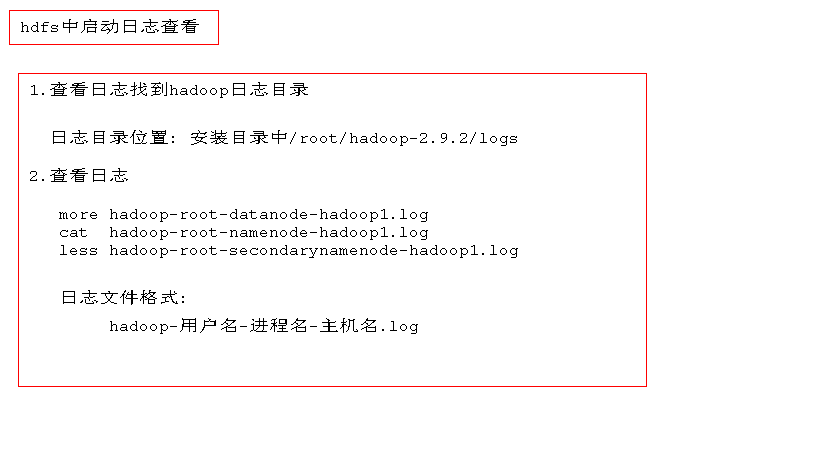 hdfs中启动日志查看
1.查看日志找到hadoop日志目录
日志目录位置: 安装目录中/root/hadoop-2.9.2/logs
2.查看日志
more hadoop-root-datanode-hadoop1.log
cat  hadoop-root-namenode-hadoop1.log
less hadoop-root-secondarynamenode-hadoop1.log
日志文件格式:
hadoop-用户名-进程名-主机名.log